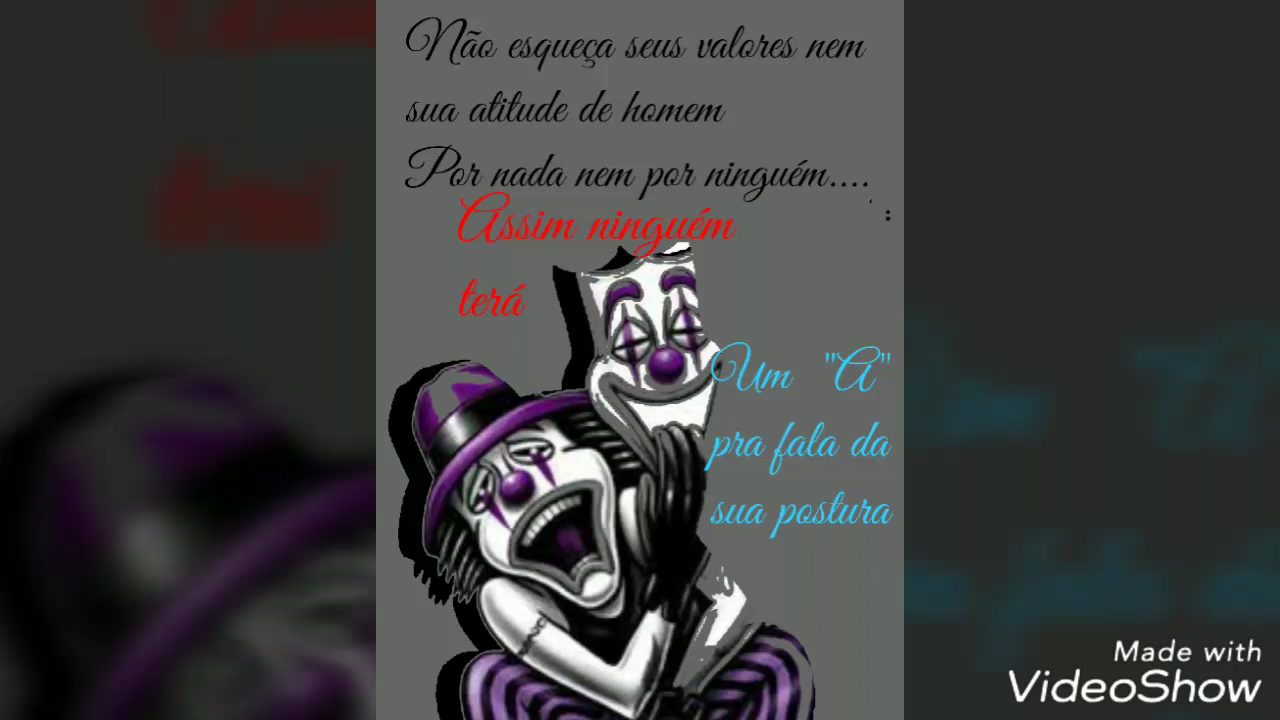 Não esqueça seus valores nem
sua atitude de homem
Por nada nem por ninguém....
:
Assim ninguém
terá
Um "A"
pra fala da
sua postura
Made with
VideoShow